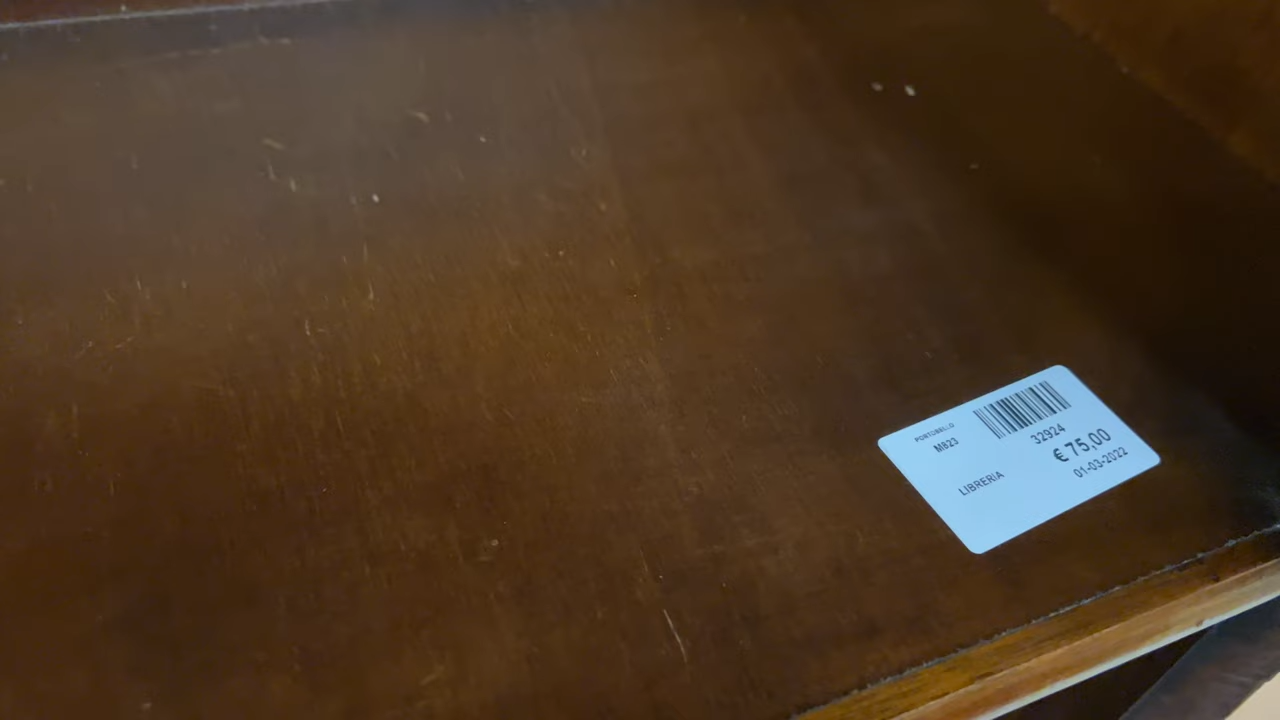 PORTOBELLO
M823
32924
€ 75,00
01-03-2022
LIBRERIA